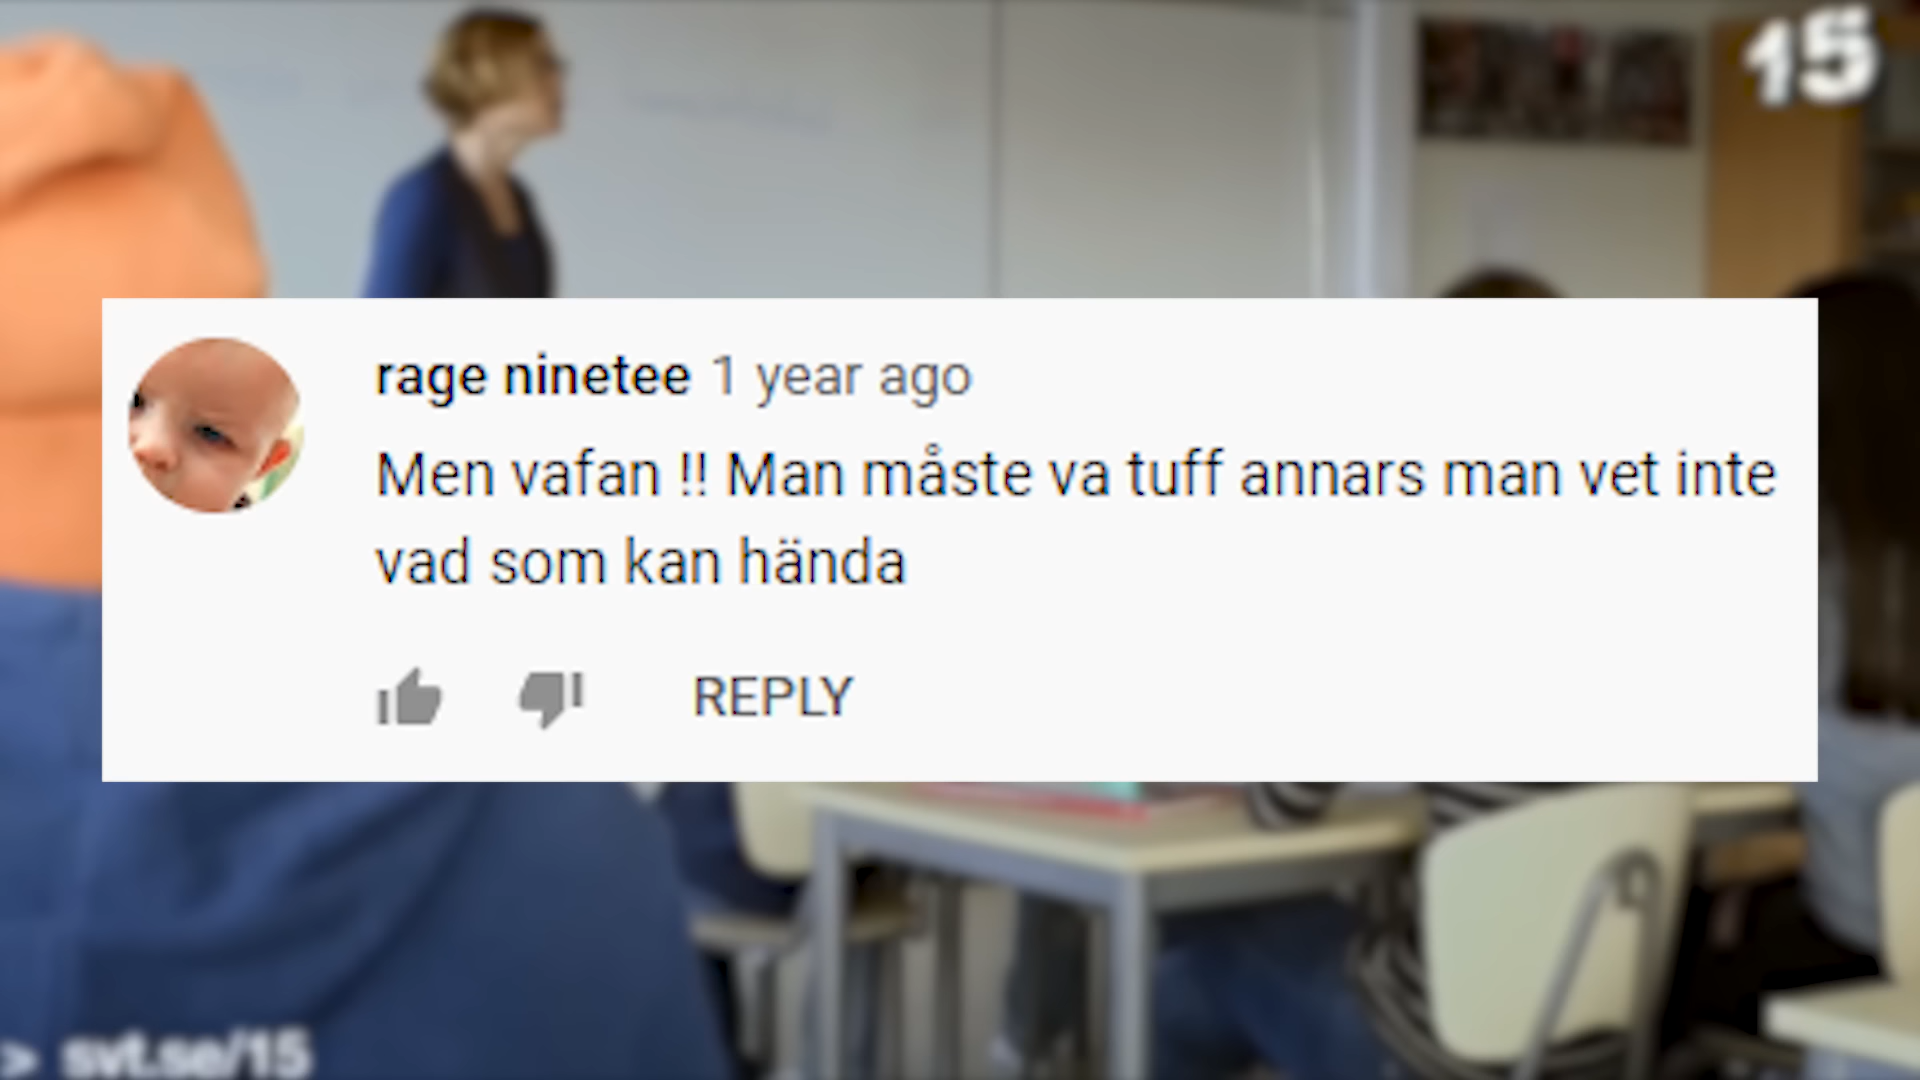 15
rage ninetee 1 year ago
Men vafan !! Man måste va tuff annars man vet inte
vad som kan hända
REPLY
> svt.se/15